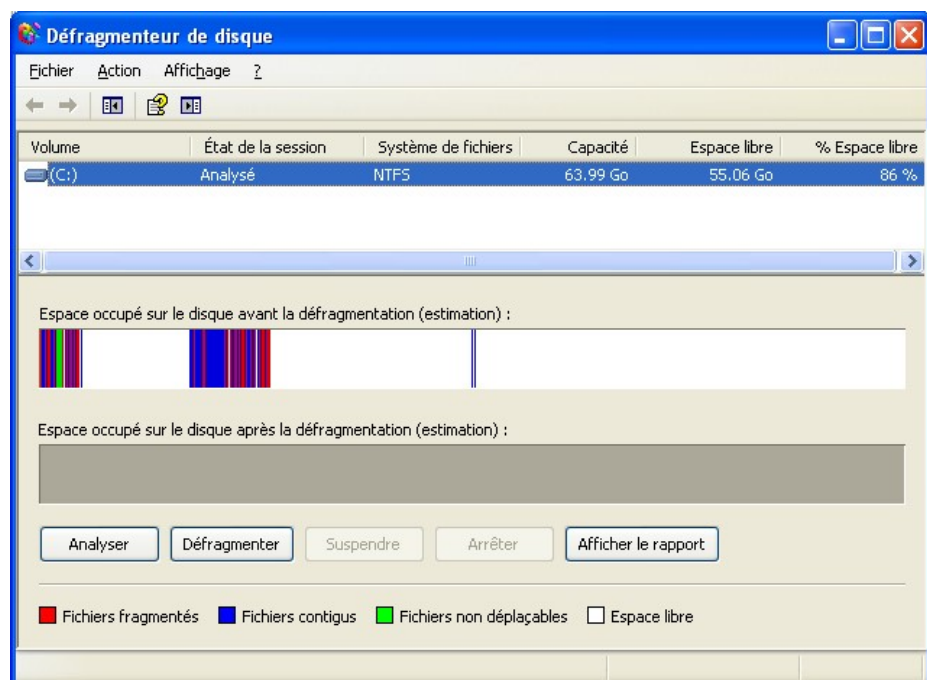 Défragmenteur de disque
Fichier Action Affichage ?
Volume État de la session Système de fichiers Capacité Espace libre % Espace libre
(C:) Analysé NTFS 63.99 Go 55.06 Go 86 %
Espace occupé sur le disque avant la défragmentation (estimation) :
Espace occupé sur le disque après la défragmentation (estimation) :
Analyser Défragmenter Suspendre Arrêter Afficher le rapport
Fichiers fragmentés Fichiers contigus Fichiers non déplaçables Espace libre